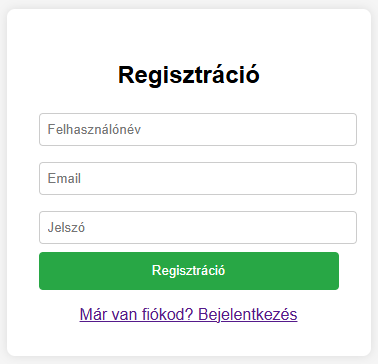 Regisztráció
Felhasználónév
Email
Jelszó
Regisztráció
Már van fiókod? Bejelentkezés